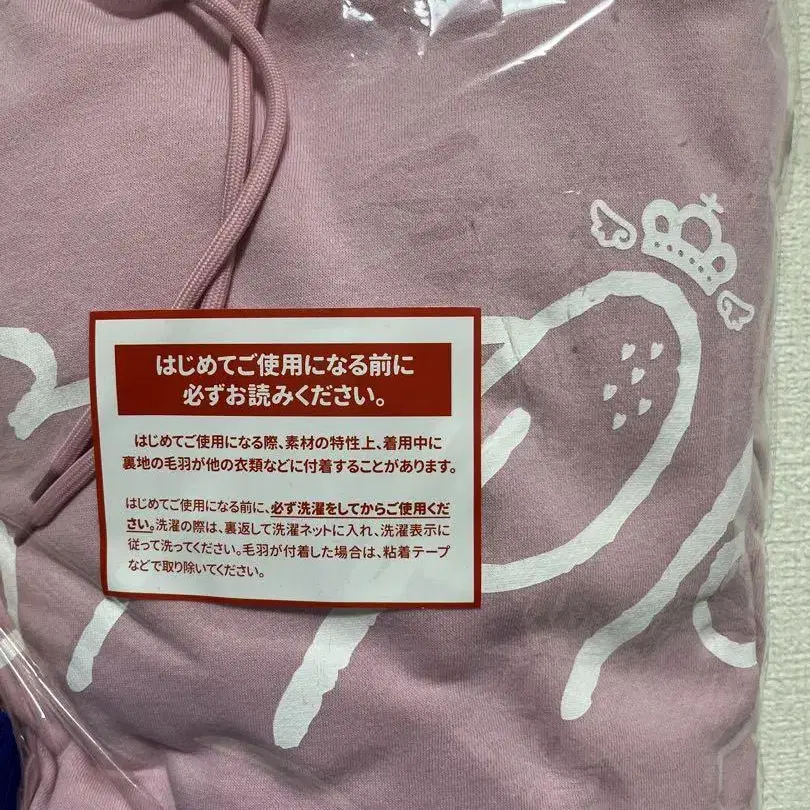 はじめてご使用になる前に
必ずお読みください。
はじめてご使用になる際、素材の特性上、着用中に
裏地の毛羽が他の衣類などに付着することがあります。
はじめてご使用になる前に、必ず洗濯をしてからご使用くだ
さい。洗濯の際は、裏返して洗濯ネットに入れ、洗濯表示に
従って洗ってください。毛羽が付着した場合は、粘着テープ
などで取り除いてください。